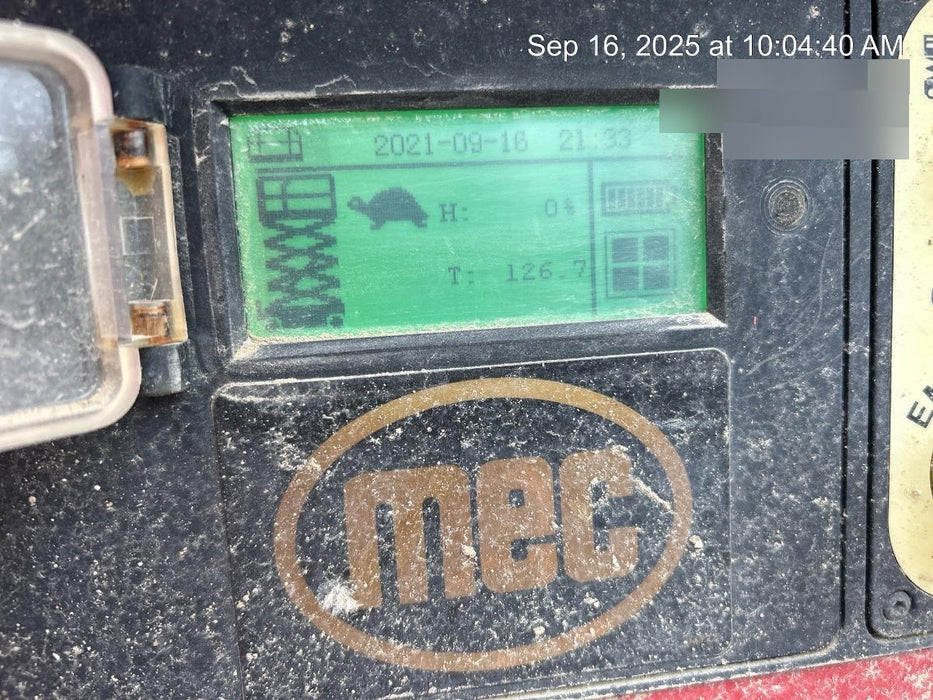 Sep 16, 2025 at 10:04:40 AM
2021-09-16 21:33
H: 0%
T: 126.7
mec